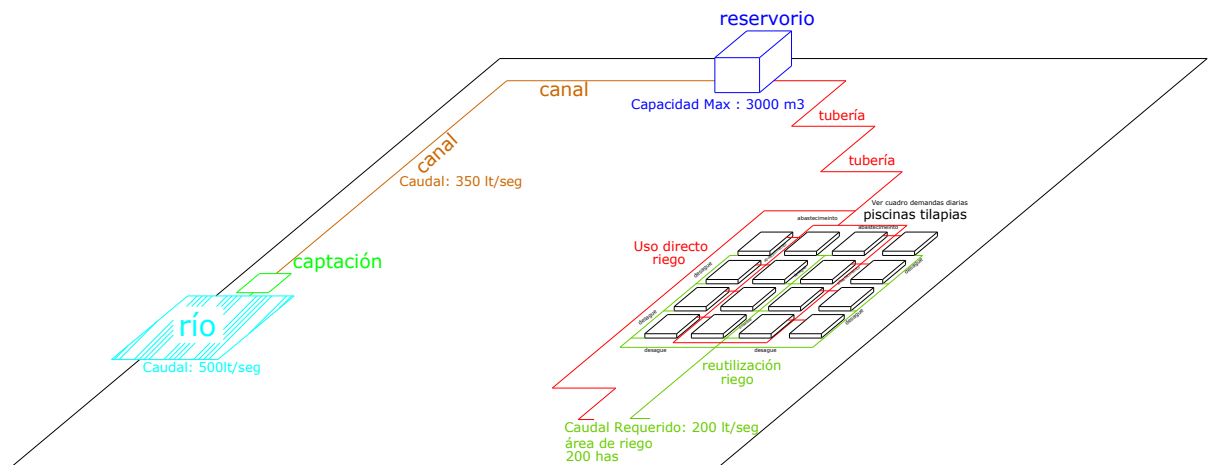 reservorio
canal
Capacidad Max : 3000 m3
tubería
canal
tubería
Caudal: 350 lt/seg
Ver cuadro demandas diarias
piscinas tilapias
abastecimeinto
abastecimeinto
Uso directo
riego
captación
desague
desague
río
desague
desague
desague
desague
Caudal: 500lt/seg
reutilización
riego
Caudal Requerido: 200 lt/seg
área de riego
200 has